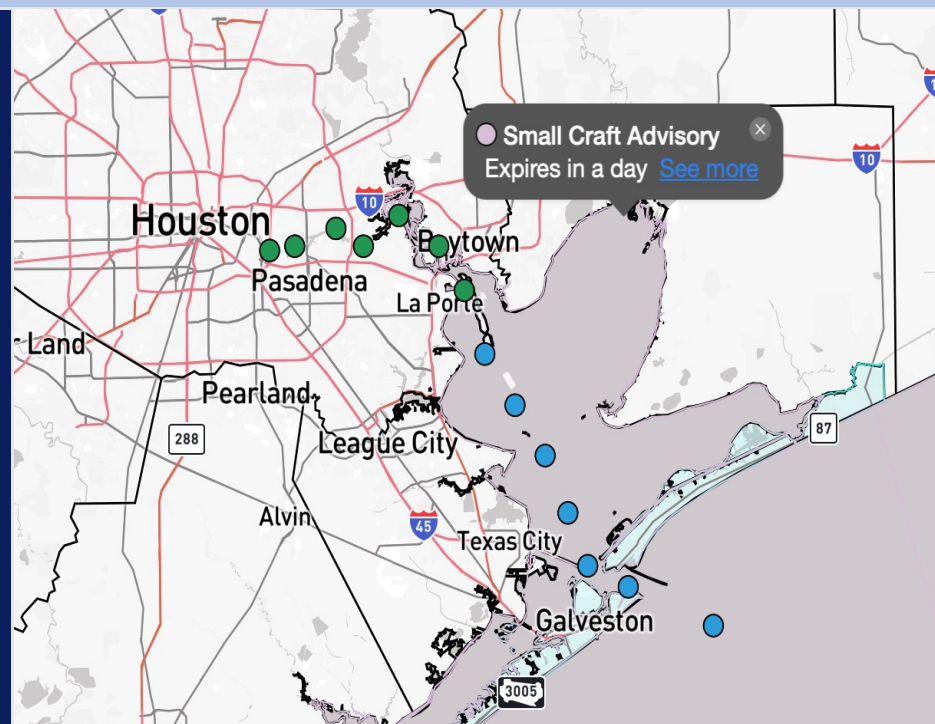 Small Craft Advisory
Expires in a day See more
10
10
Houston
Baytown
Pasadena
La Porte
Land
Pearland
87
288
League City
Alvin
45
Texas City
Galveston
3005